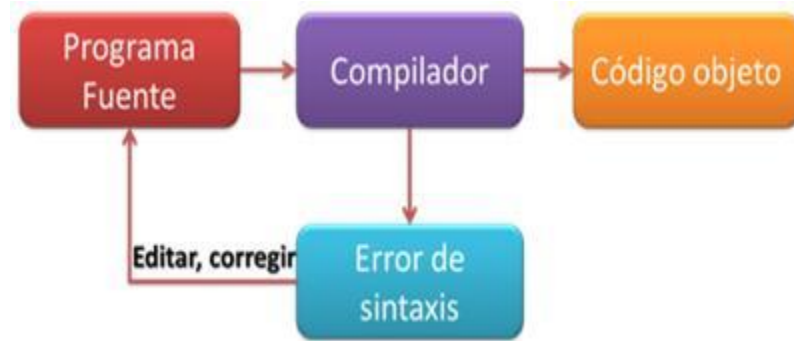 Programa
Fuente
Compilador
Código objeto
Editar, corregir
Error de
sintaxis